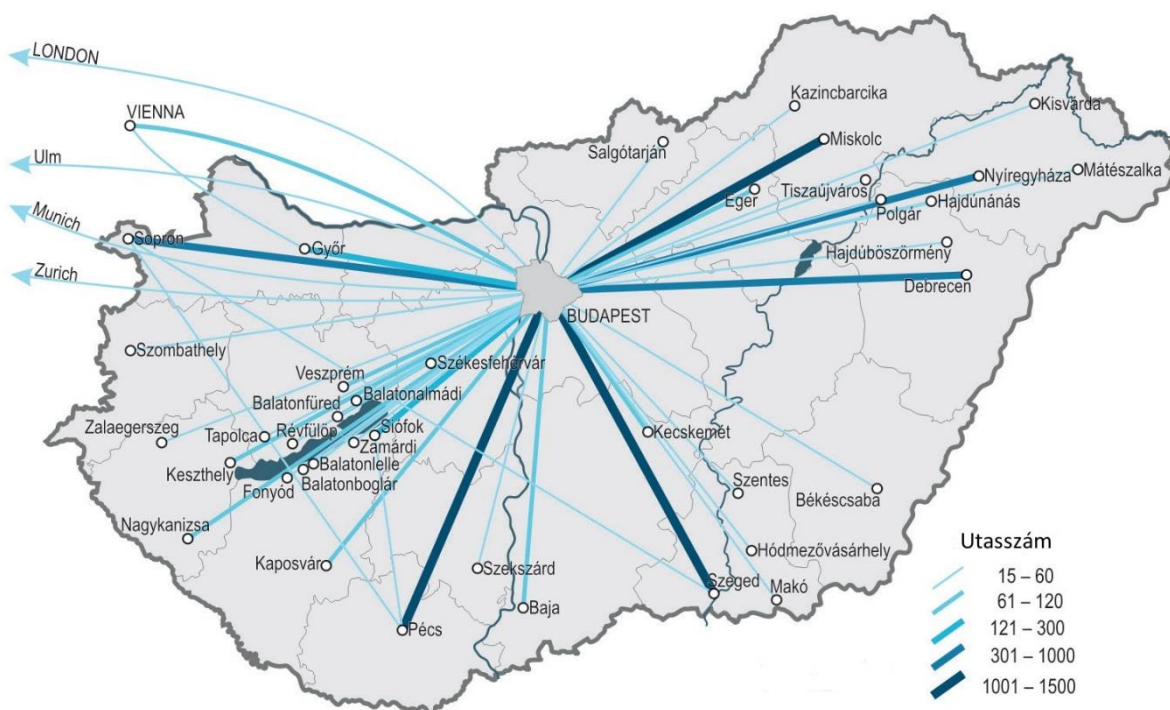 LONDON
VIENNA
Ulm
Munich
Sopron
Zurich
Győr
Szombathely
Kazincbarcika
Kisvárda
Salgótarján
Miskolc
Eger
Tiszaújváros
Nyíregyháza
Mátészalka
Polgár
Hajdúnánás
Hajdúböszörmény
Debrecen
BUDAPEST
Székesfehérvár
Veszprém
Balatonalmádi
Balatonfüred
Zalaegerszeg
Tapolca
Révfülöp
Siófok
Zamárdi
Keszthely
Balatonlelle
Fonyód
Balatonboglár
Nagykanizsa
Kaposvár
Szekszárd
Baja
Pécs
Kecskemét
Szentes
Békéscsaba
Hódmezővásárhely
Szeged
Makó
Utasszám
15 – 60
61 – 120
121 – 300
301 – 1000
1001 – 1500